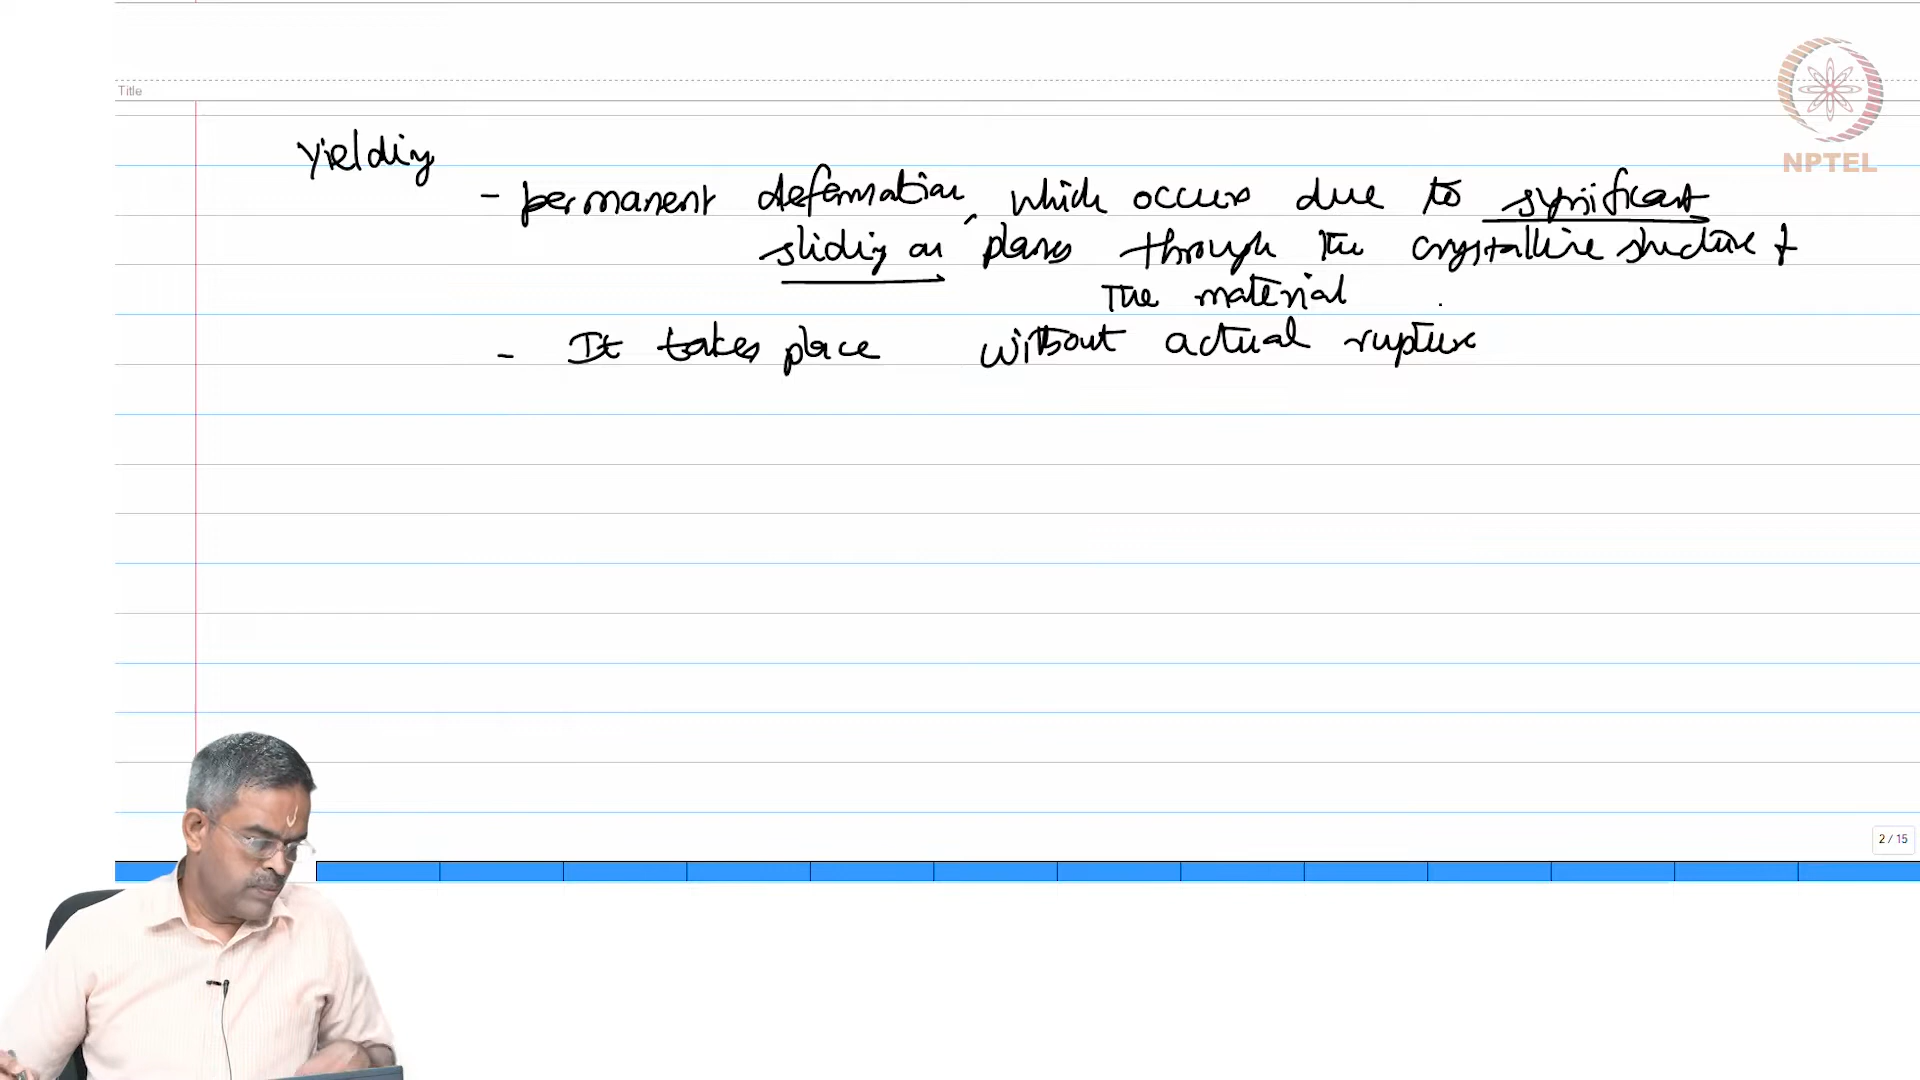 Title
NPTEL
Yielding
- permanent deformation, which occurs due to significant
sliding on planes through the crystalline structure of
the material .
- It takes place without actual rupture
2 / 15